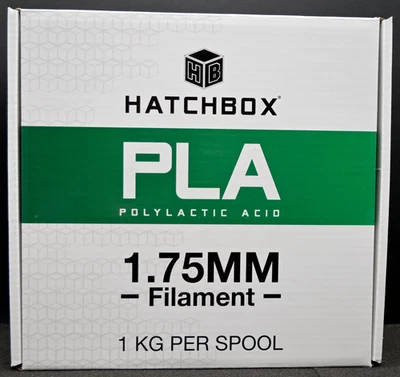 HB
HATCHBOX®
PLA
POLYLACTIC ACID
1.75MM
– Filament –
1 KG PER SPOOL